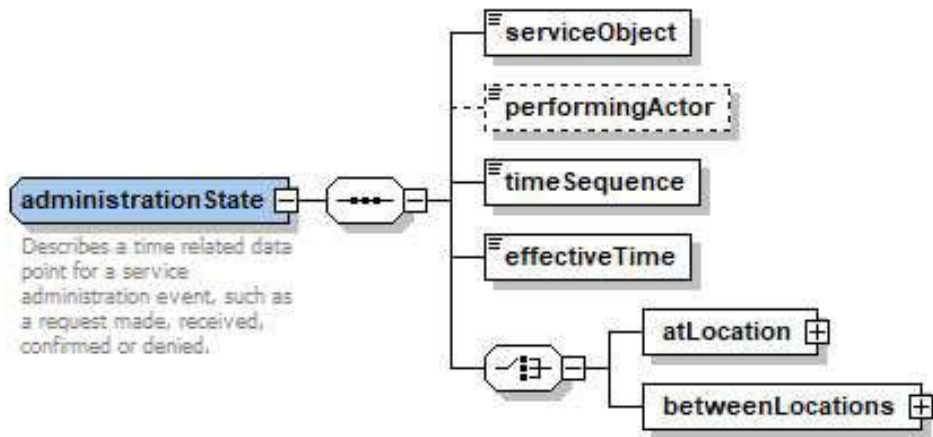 serviceObject
performingActor
administrationState
timeSequence
Describes a time related data
point for a service
administration event, such as
a request made, received,
confirmed or denied.
effectiveTime
atLocation
betweenLocations